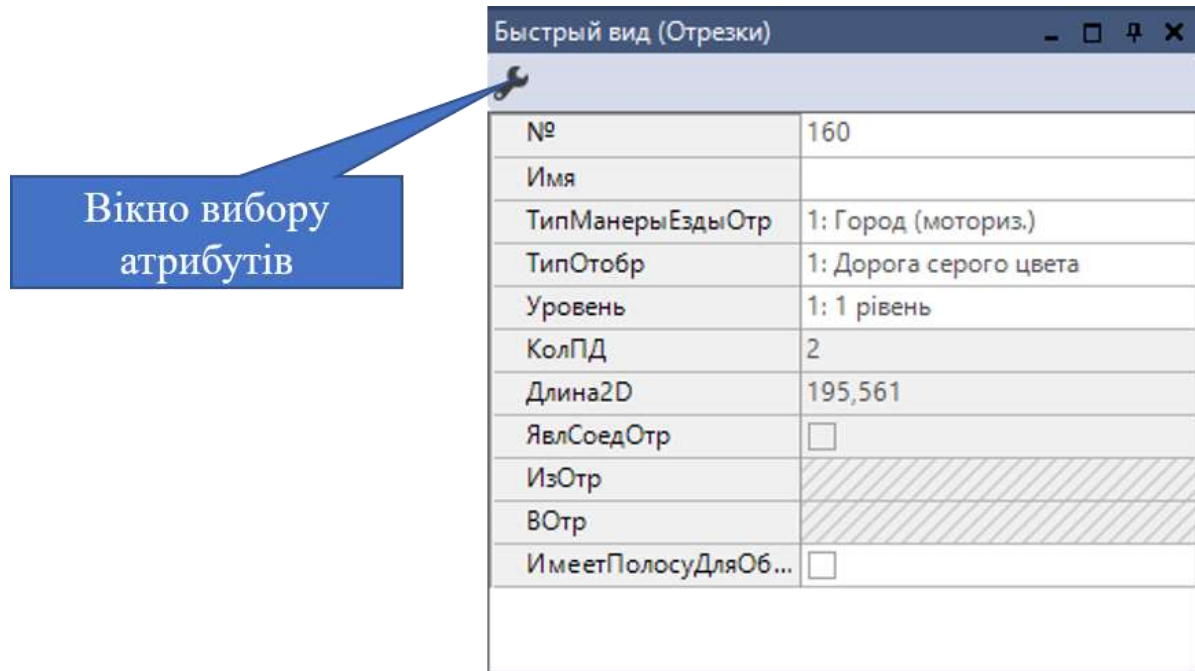 Быстрый вид (Отрезки)
Вікно вибору
атрибутів
№ 160
Имя
ТипМанерыЕздыОтр 1: Город (моториз.)
ТипОтобр 1: Дорога серого цвета
Уровень 1: 1 рівень
КолПД 2
Длина2D 195,561
ЯвлСоедОтр
ИзОтр
ВОтр
ИмеетПолосуДляОб...